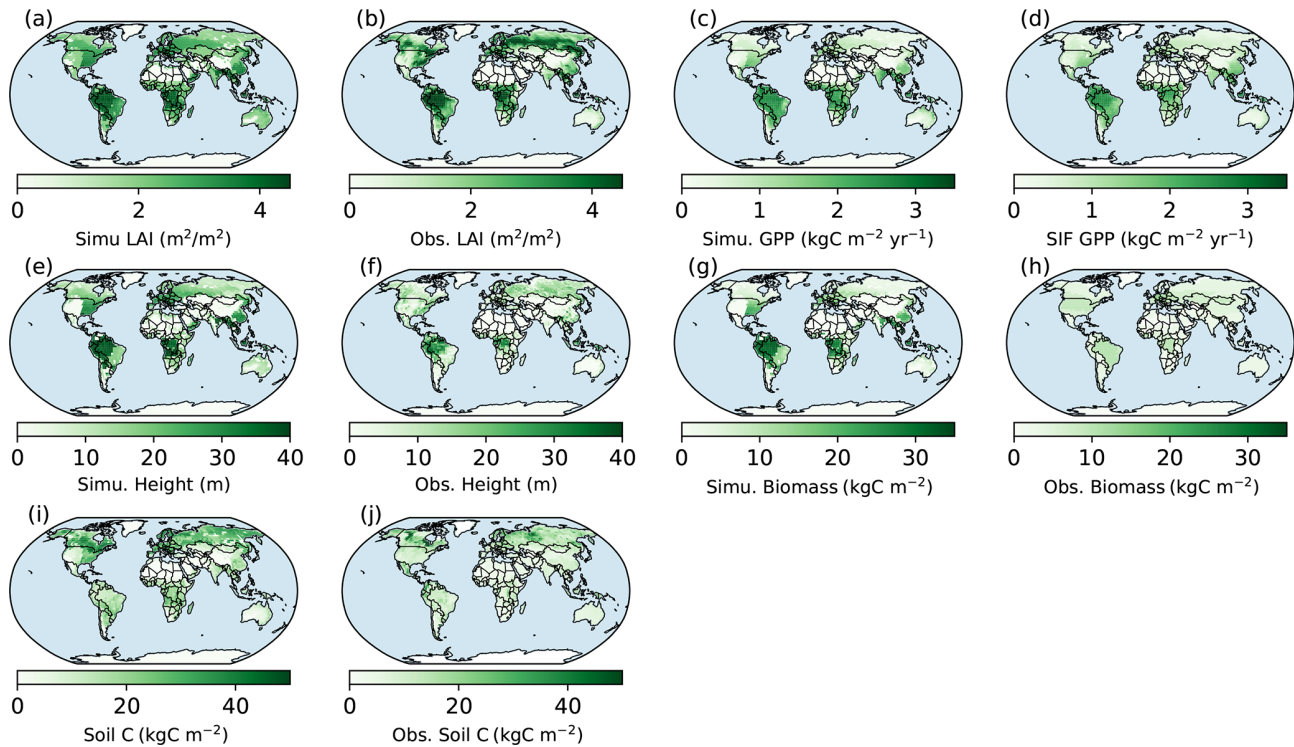 (a) (b) (c) (d)
0 2 4 0 2 4 0 1 2 3 0 1 2 3
Simu LAI (m²/m²) Obs. LAI (m²/m²) Simu. GPP (kgC m⁻² yr⁻¹) SIF GPP (kgC m⁻² yr⁻¹)
(e) (f) (g) (h)
0 10 20 30 40 0 10 20 30 40 0 10 20 30 0 10 20 30
Simu. Height (m) Obs. Height (m) Simu. Biomass (kgC m⁻²) Obs. Biomass (kgC m⁻²)
(i) (j)
0 20 40 0 20 40
Soil C (kgC m⁻²) Obs. Soil C (kgC m⁻²)